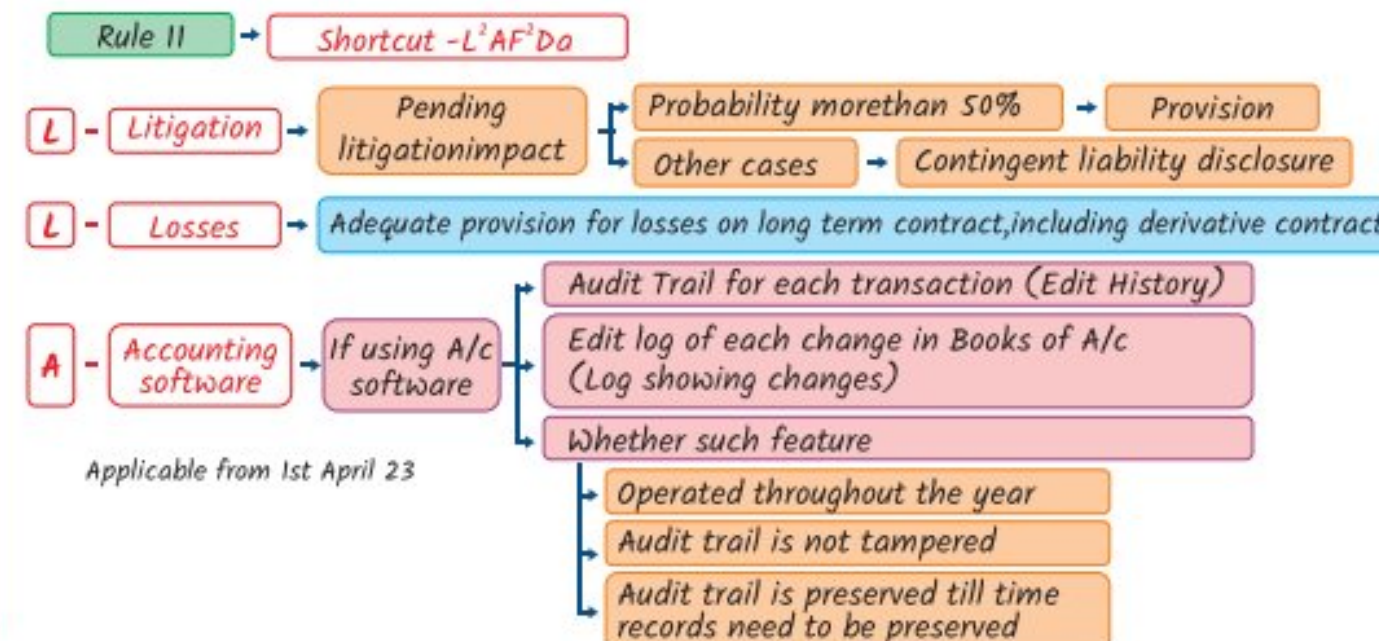 Rule 11
Shortcut -L²AF²Da
L - Litigation
Pending
litigationimpact
Probability morethan 50%
Provision
Other cases
Contingent liability disclosure
L - Losses
Adequate provision for losses on long term contract,including derivative contract
A - Accounting
software
If using A/c
software
Audit Trail for each transaction (Edit History)
Edit log of each change in Books of A/c
(Log showing changes)
Whether such feature
Applicable from 1st April 23
Operated throughout the year
Audit trail is not tampered
Audit trail is preserved till time
records need to be preserved